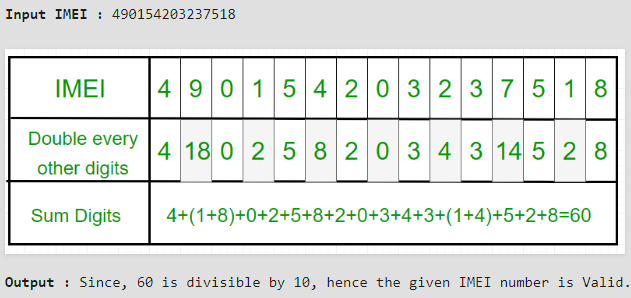 Input IMEI : 490154203237518
IMEI 4 9 0 1 5 4 2 0 3 2 3 7 5 1 8
Double every
other digits
4 18 0 2 5 8 2 0 3 4 3 14 5 2 8
Sum Digits 4+(1+8)+0+2+5+8+2+0+3+4+3+(1+4)+5+2+8=60
Output : Since, 60 is divisible by 10, hence the given IMEI number is Valid.